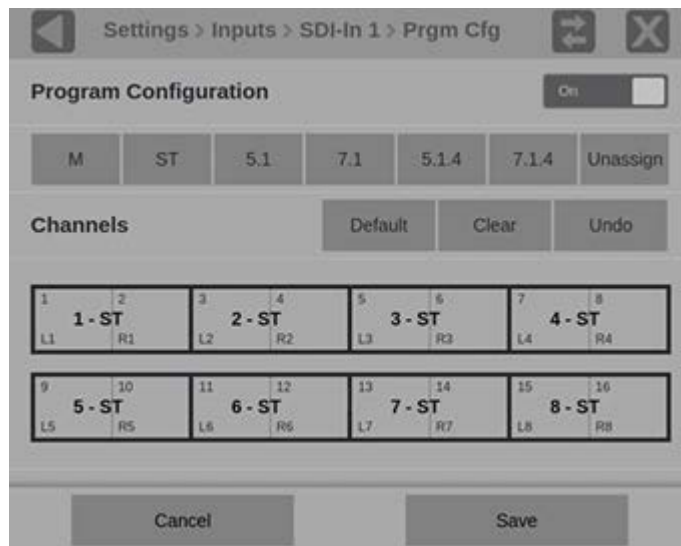 Settings > Inputs > SDI-In 1 > Prgm Cfg
Program Configuration On
M ST 5.1 7.1 5.1.4 7.1.4 Unassign
Channels Default Clear Undo
1 2 3 4 5 6 7 8
1 - ST 2 - ST 3 - ST 4 - ST
L1 R1 L2 R2 L3 R3 L4 R4
9 10 11 12 13 14 15 16
5 - ST 6 - ST 7 - ST 8 - ST
L5 R5 L6 R6 L7 R7 L8 R8
Cancel Save